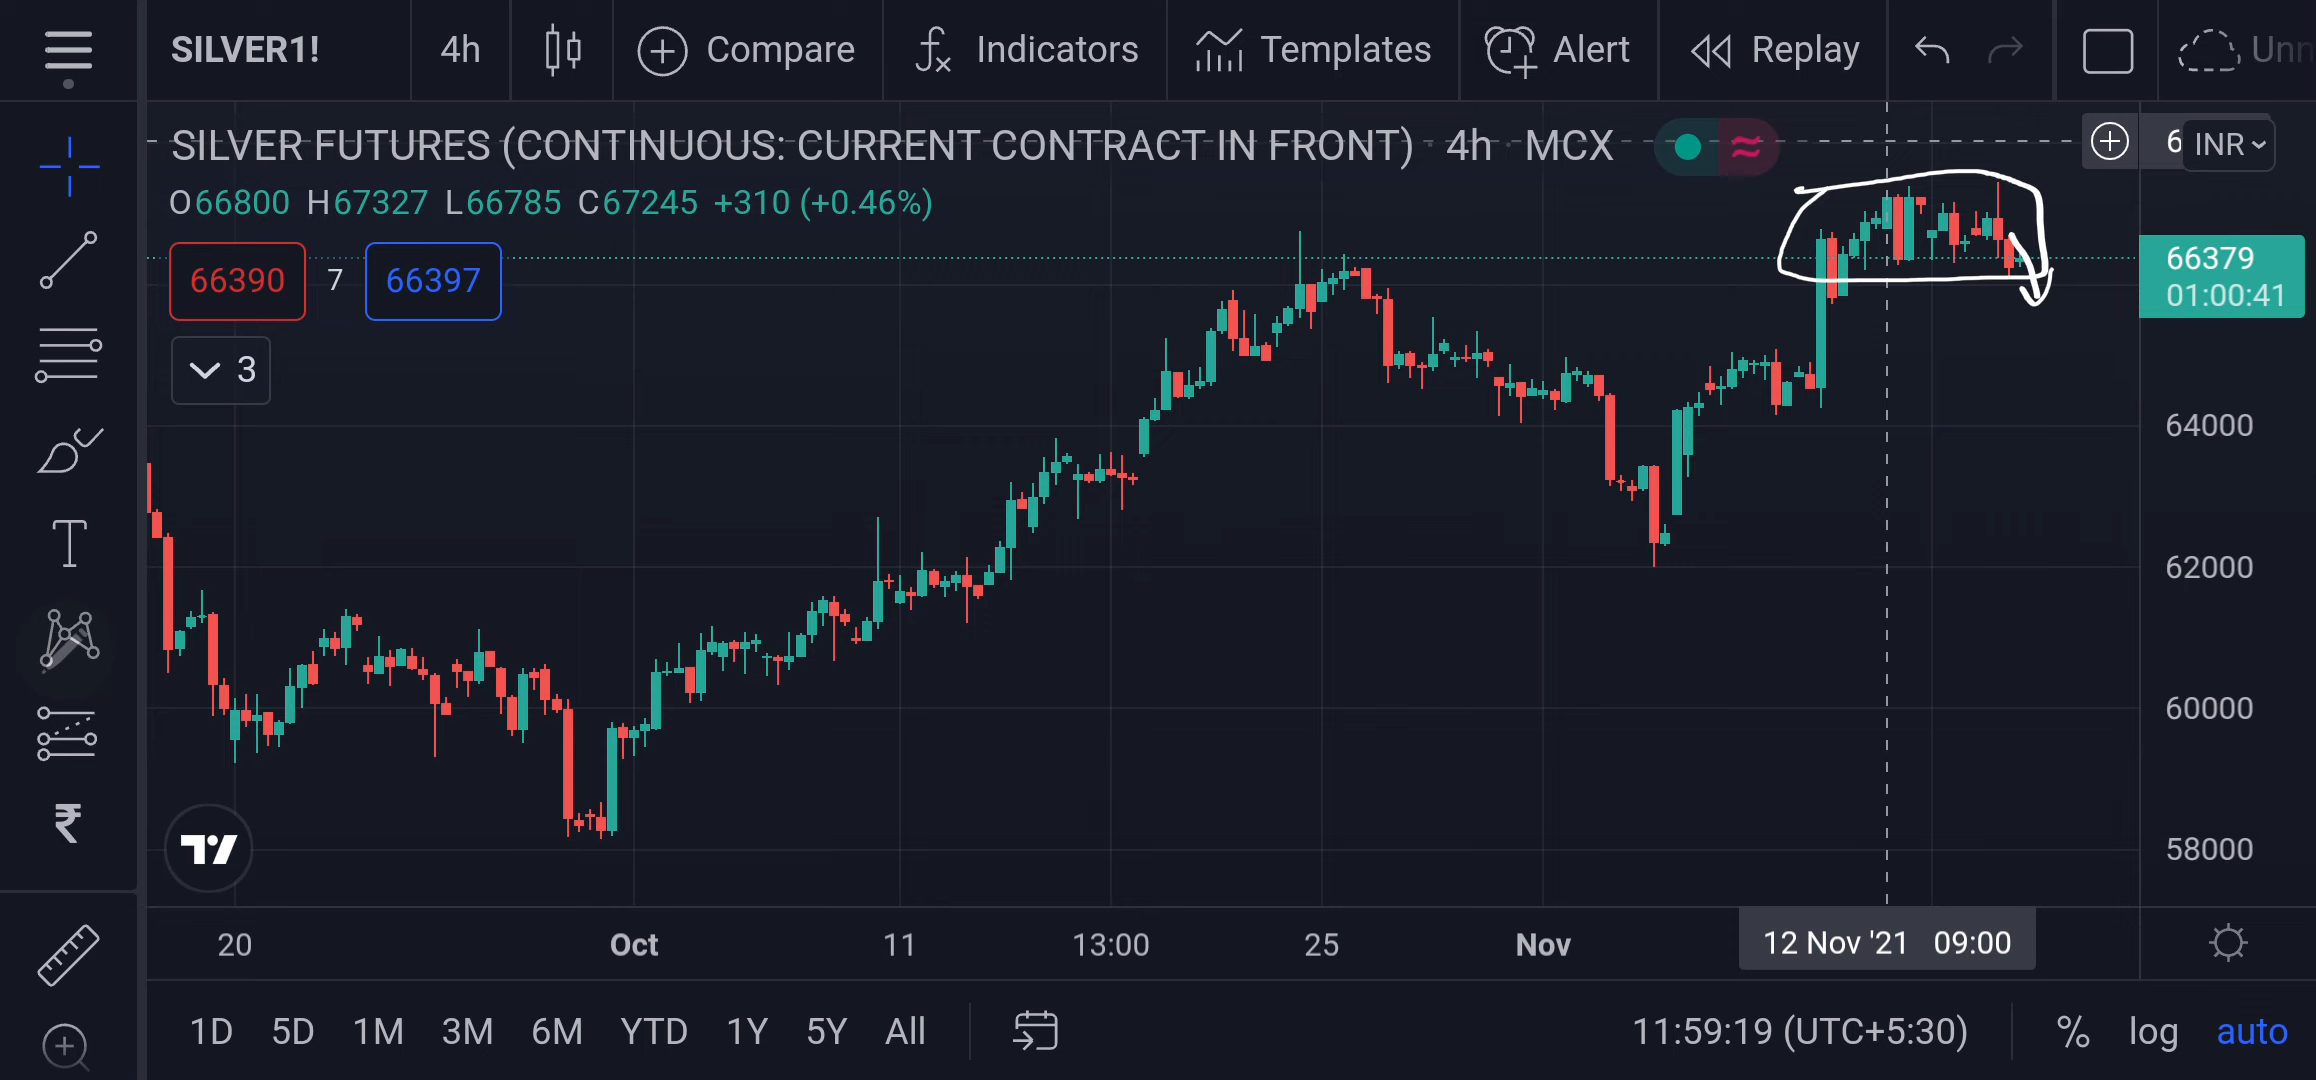 SILVER1! 4h Compare Indicators Templates Alert Replay
SILVER FUTURES (CONTINUOUS: CURRENT CONTRACT IN FRONT) · 4h · MCX
INR
O66800 H67327 L66785 C67245 +310 (+0.46%)
66390 7 66397
3
66379
01:00:41
64000
62000
60000
58000
20 Oct 11 13:00 25 Nov 12 Nov '21 09:00
1D 5D 1M 3M 6M YTD 1Y 5Y All 11:59:19 (UTC+5:30) % log auto